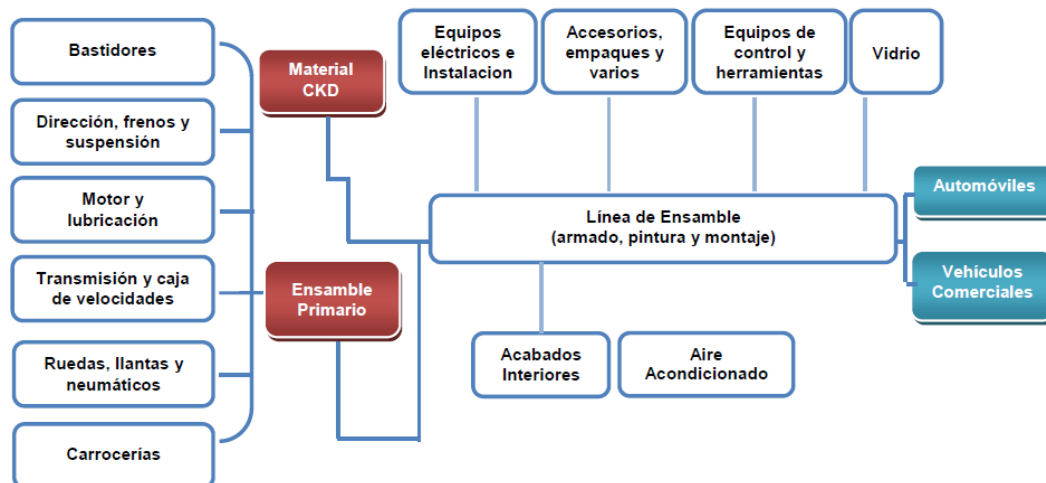 Bastidores
Dirección, frenos y
suspensión
Motor y
lubricación
Transmisión y caja
de velocidades
Ruedas, llantas y
neumáticos
Carrocerías
Material
CKD
Ensamble
Primario
Equipos
eléctricos e
Instalacion
Accesorios,
empaques y
varios
Equipos de
control y
herramientas
Vidrio
Línea de Ensamble
(armado, pintura y montaje)
Acabados
Interiores
Aire
Acondicionado
Automóviles
Vehículos
Comerciales